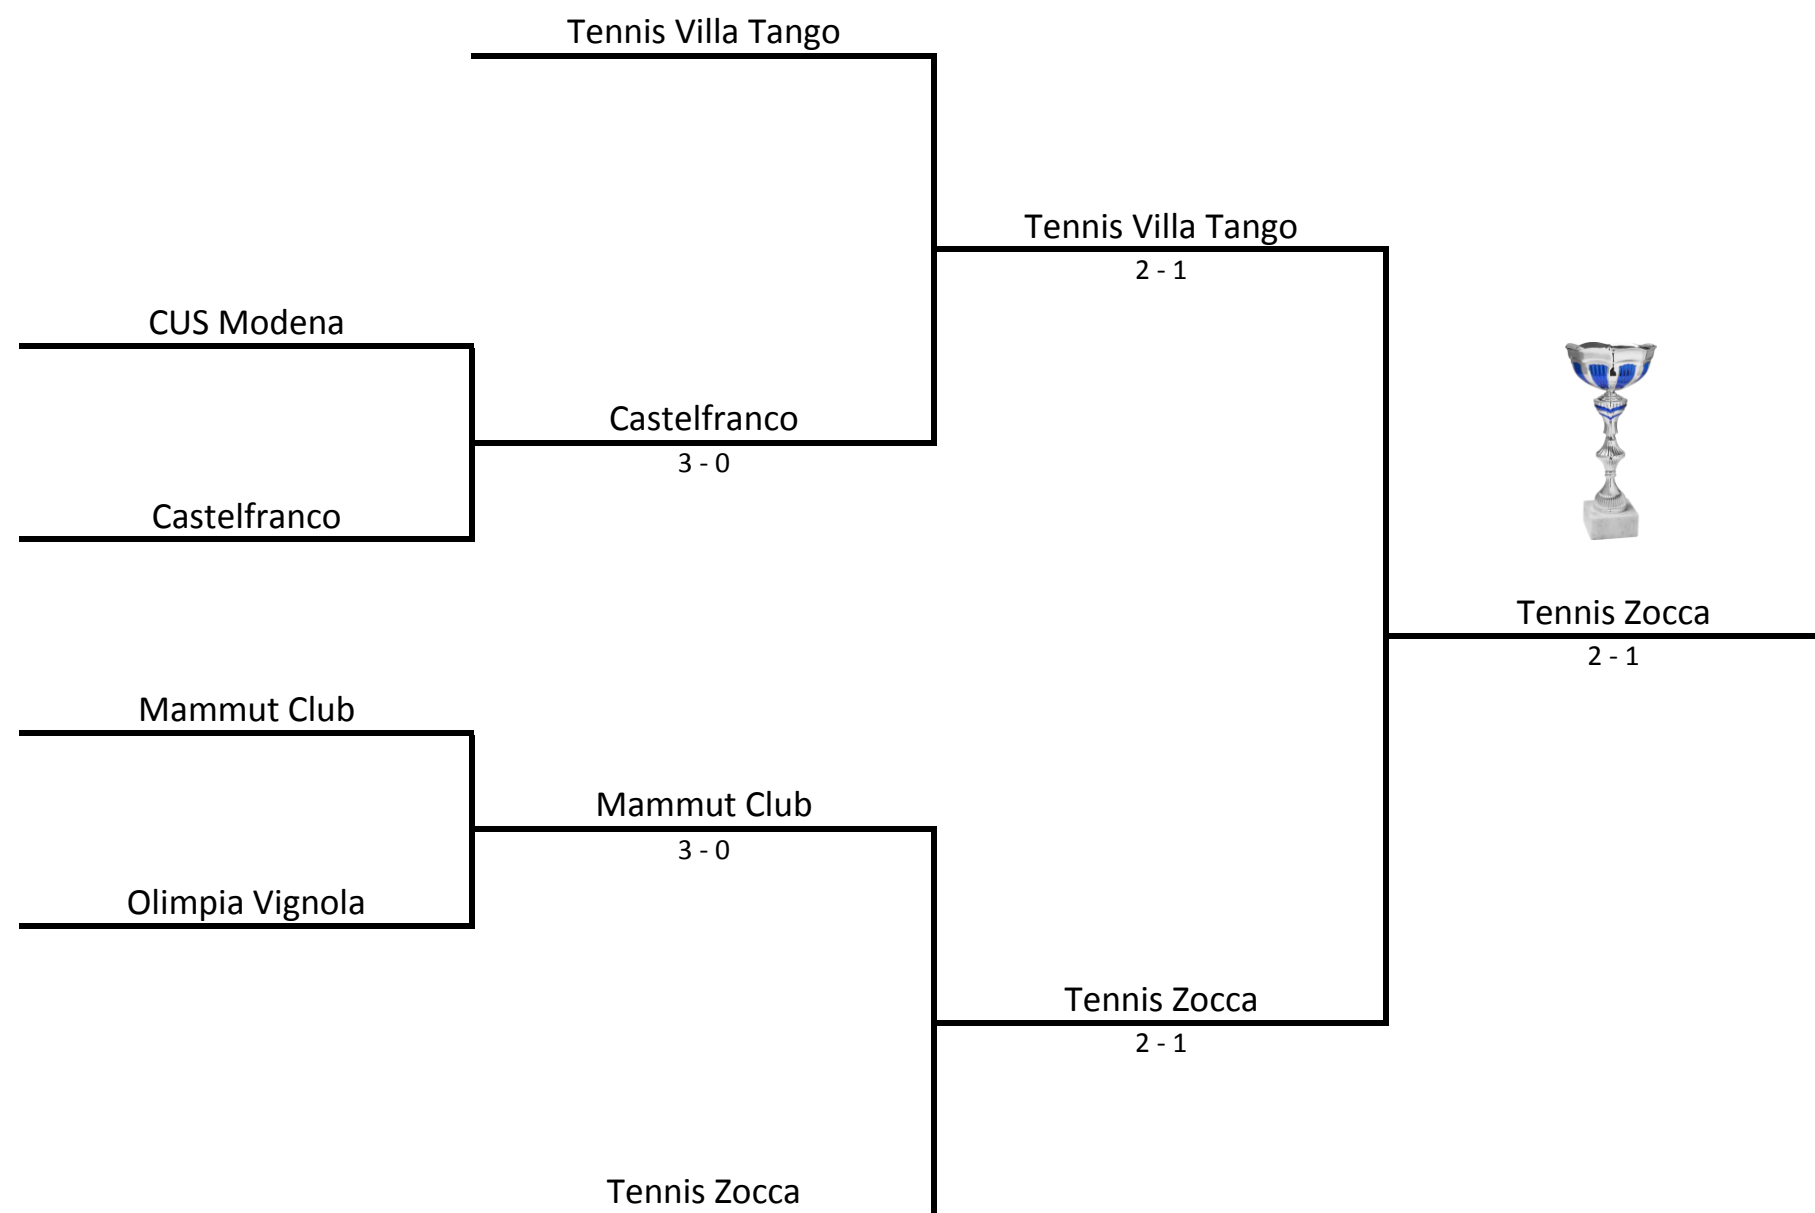 Tennis Villa Tango
Tennis Villa Tango
2 - 1
CUS Modena
Castelfranco
3 - 0
Castelfranco
Tennis Zocca
2 - 1
Mammut Club
Mammut Club
3 - 0
Olimpia Vignola
Tennis Zocca
2 - 1
Tennis Zocca